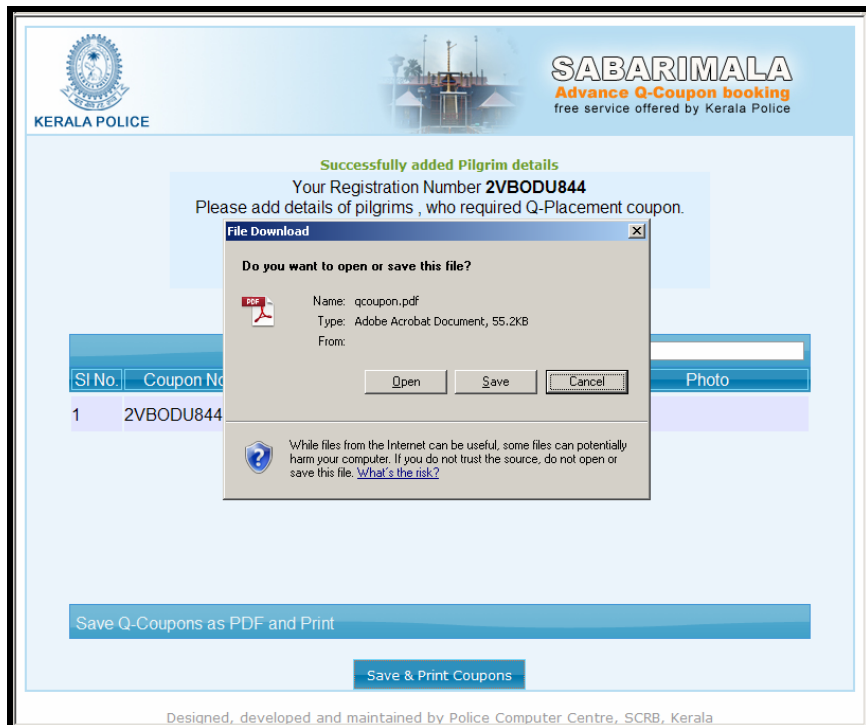 KERALA POLICE
SABARIMALA
Advance Q-Coupon booking
free service offered by Kerala Police
Successfully added Pilgrim details
Your Registration Number 2VBODU844
Please add details of pilgrims , who required Q-Placement coupon.
File Download
Do you want to open or save this file?
PDF
Name: qcoupon.pdf
Type: Adobe Acrobat Document, 55.2KB
From:
Open Save Cancel
Sl No. Coupon No Photo
1 2VBODU844
While files from the Internet can be useful, some files can potentially
harm your computer. If you do not trust the source, do not open or
save this file. What's the risk?
Save Q-Coupons as PDF and Print
Save & Print Coupons
Designed, developed and maintained by Police Computer Centre, SCRB, Kerala